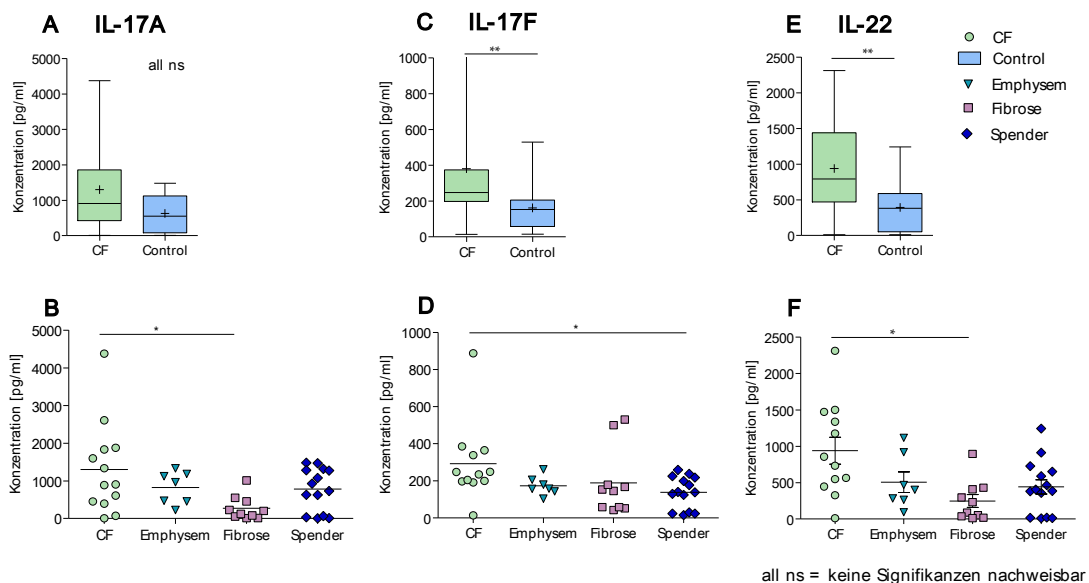 A IL-17A
5000
4000
3000
2000
1000
0
Konzentration [pg/ml]
all ns
CF Control
C IL-17F
1000
800
600
400
200
0
Konzentration [pg/ml]
**
CF Control
E IL-22
2500
2000
1500
1000
500
0
Konzentration [pg/ml]
**
CF Control
CF
Control
Emphysem
Fibrose
Spender
B
5000
4000
3000
2000
1000
0
Konzentration [pg/ml]
*
CF Emphysem Fibrose Spender
D
1000
800
600
400
200
0
Konzentration [pg/ml]
*
CF Emphysem Fibrose Spender
F
2500
2000
1500
1000
500
0
Konzentration [pg/ml]
*
CF Emphysem Fibrose Spender
all ns = keine Signifikanzen nachweisbar